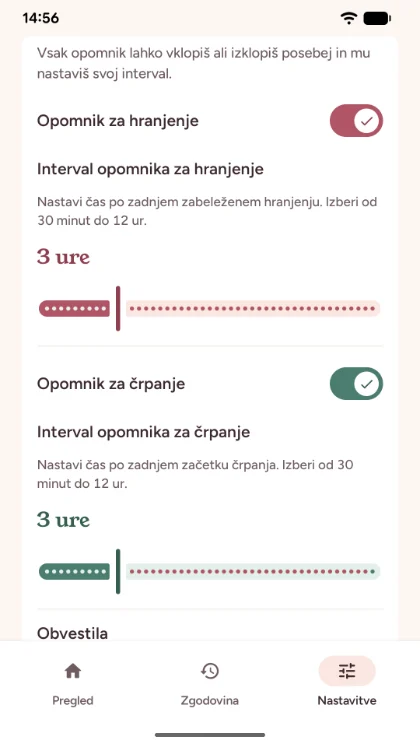 14:56
Vsak opomnik lahko vklopiš ali izklopiš posebej in mu
nastaviš svoj interval.
Opomnik za hranjenje
Interval opomnika za hranjenje
Nastavi čas po zadnjem zabeleženem hranjenju. Izberi od
30 minut do 12 ur.
3 ure
Opomnik za črpanje
Interval opomnika za črpanje
Nastavi čas po zadnjem začetku črpanja. Izberi od 30
minut do 12 ur.
3 ure
Obvestila
Pregled
Zgodovina
Nastavitve